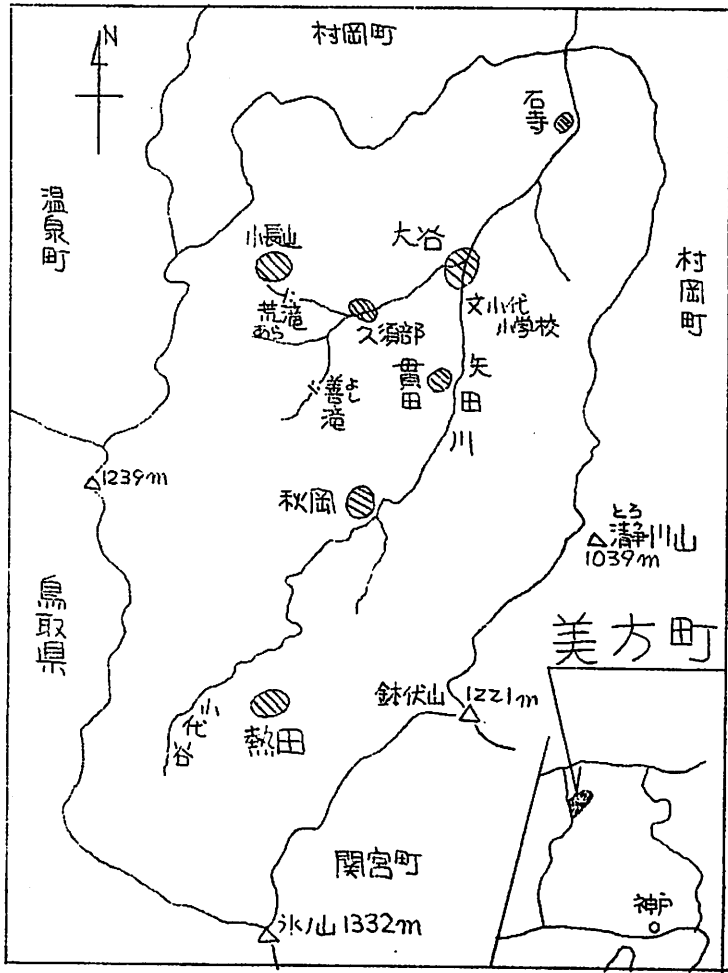 N
村岡町
石寺
温泉町
小長山
大谷
村岡町
荒滝
あら
久須部
文小代
小学校
善滝
よし
貫田
矢田川
1239m
秋岡
とろ
瀞川山
1039m
鳥取県
美方町
鉢伏山 1221m
小代谷
熱田
関宮町
神戸
氷ノ山 1332m